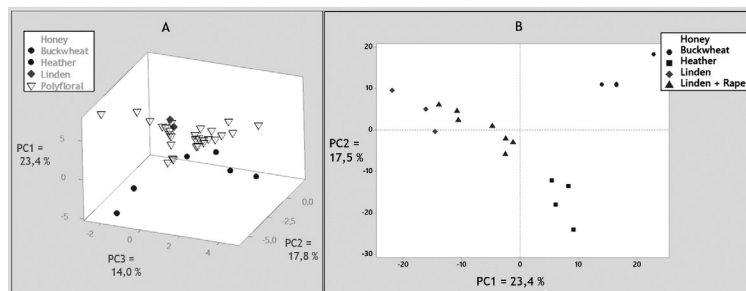 A
Honey
Buckwheat
Heather
Linden
Polyfloral
PC1 =
23,4 %
5
0
-5
-2
0
2
4
PC3 =
14,0 %
-5,0
-2,5
0,0
PC2 =
17,8 %
B
Honey
Buckwheat
Heather
Linden
Linden + Rape
20
10
0
-10
-20
-30
PC2 =
17,5 %
-20
-10
0
10
20
PC1 = 23,4 %